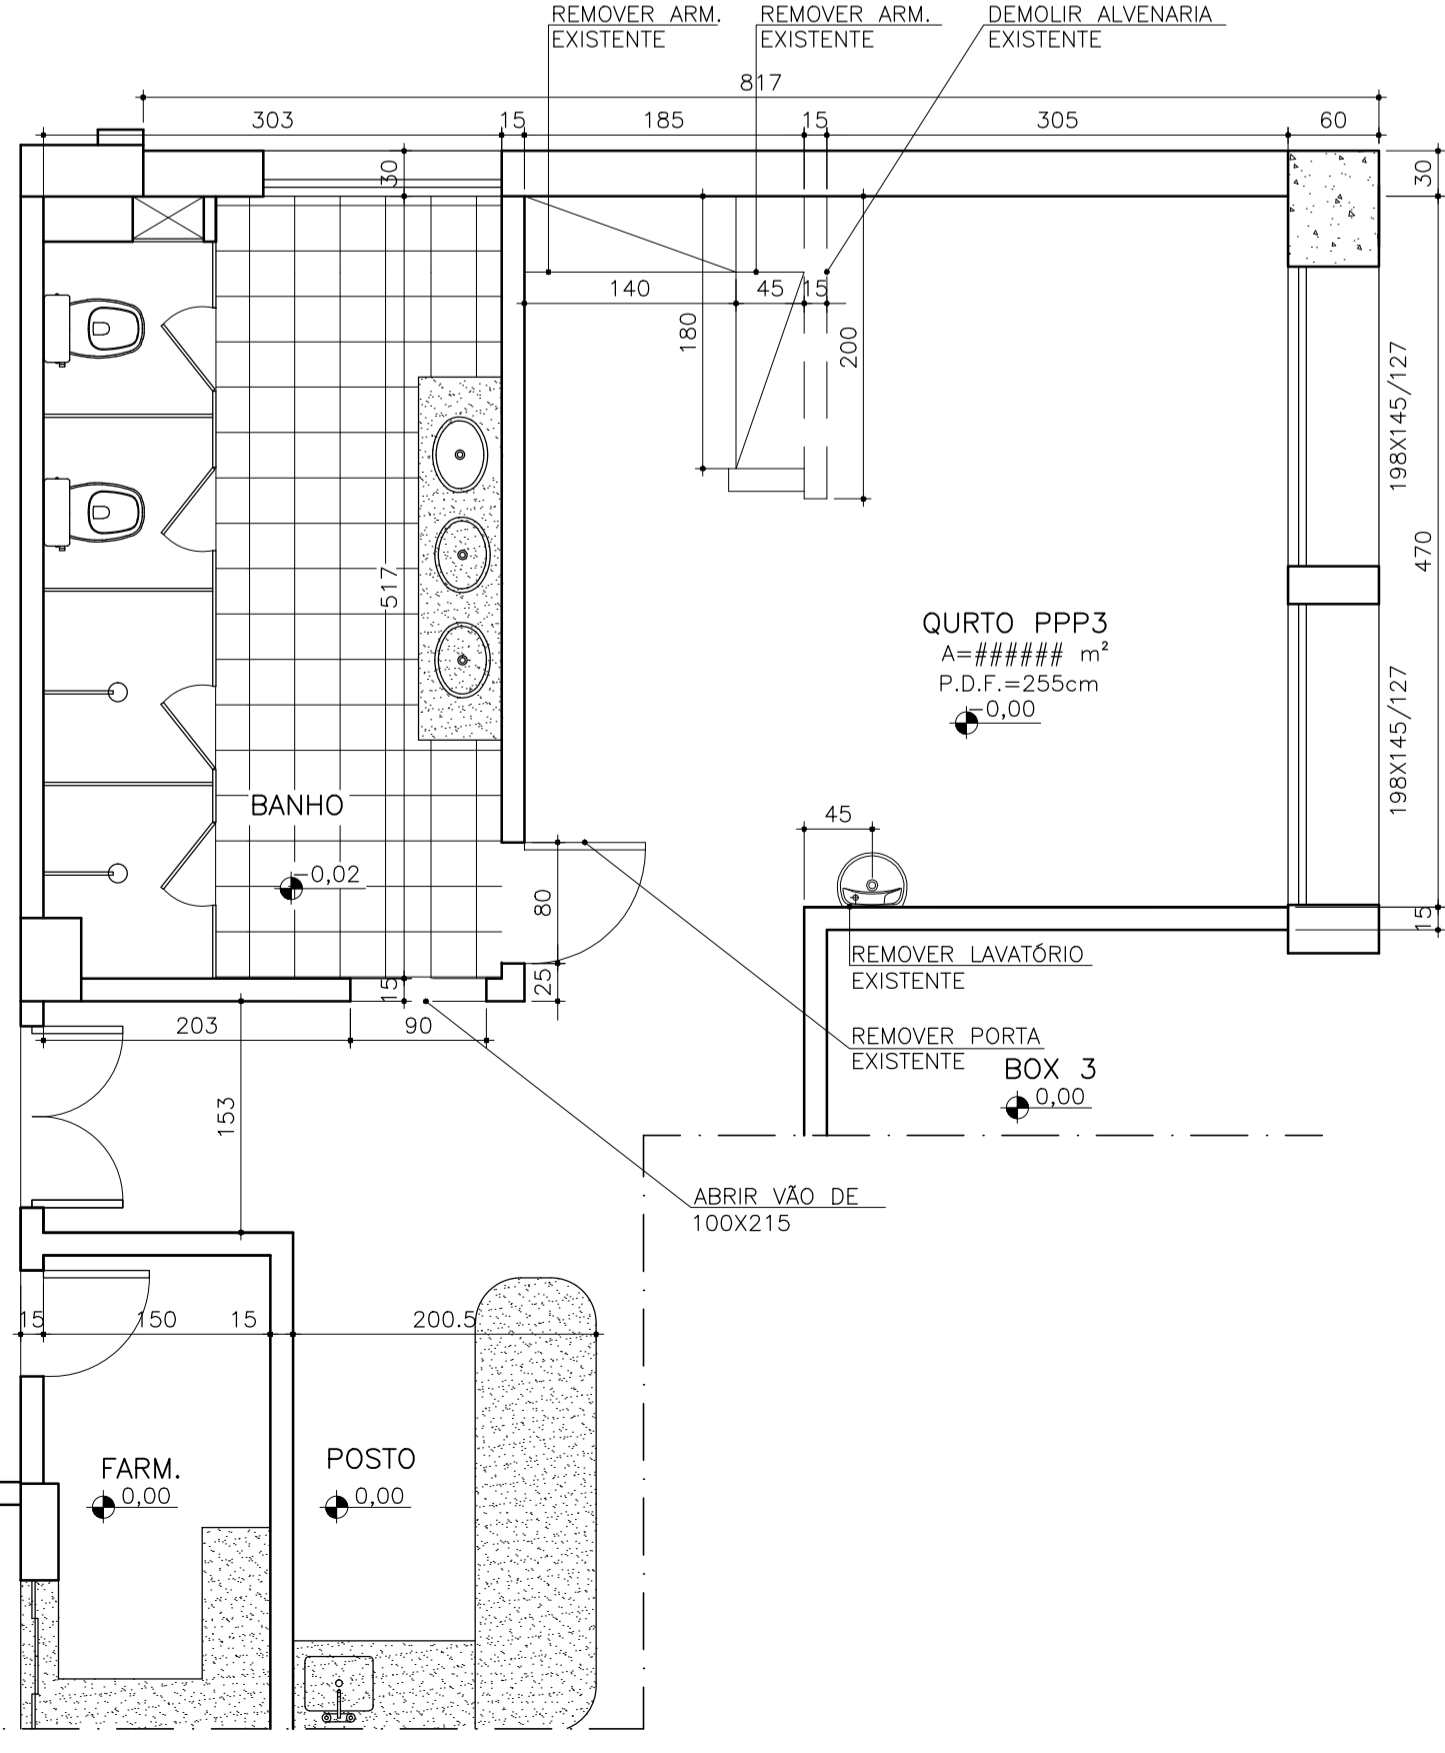 REMOVER ARM.
EXISTENTE
REMOVER ARM.
EXISTENTE
DEMOLIR ALVENARIA
EXISTENTE
817
303
15
185
15
305
60
30
30
140
45
15
180
200
198X145/127
470
517
QURTO PPP3
A=###### m²
P.D.F.=255cm
-0,00
198X145/127
BANHO
-0,02
45
80
15
REMOVER LAVATÓRIO
EXISTENTE
15
25
203
90
REMOVER PORTA
EXISTENTE
BOX 3
0,00
153
ABRIR VÃO DE
100X215
15
150
15
200.5
FARM.
0,00
POSTO
0,00